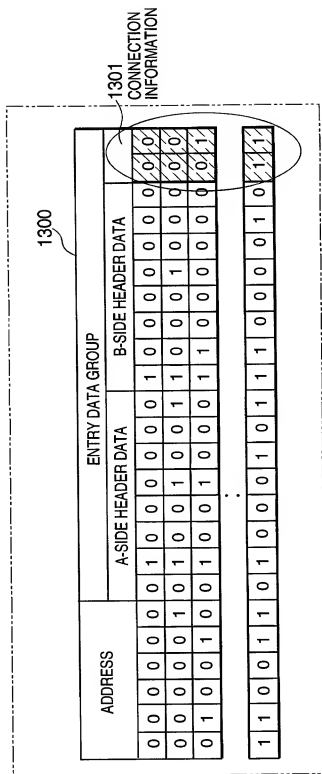 1300
ENTRY DATA GROUP
1301
CONNECTION
INFORMATION
ADDRESS A-SIDE HEADER DATA B-SIDE HEADER DATA
0 0 0 0 0 0 0 1 0 0 0 0 0 0 1 0 0 0 0 0 0 0 0 0
0 0 0 0 0 1 0 0 0 0 1 0 0 1 1 1 0 0 1 0 0 0 0 0
0 1 0 0 1 0 0 1 0 0 1 0 0 0 1 1 0 0 0 0 0 0 0 1
1 1 0 0 1 1 0 1 0 0 1 0 1 1 1 1 0 0 0 0 1 0 1 1